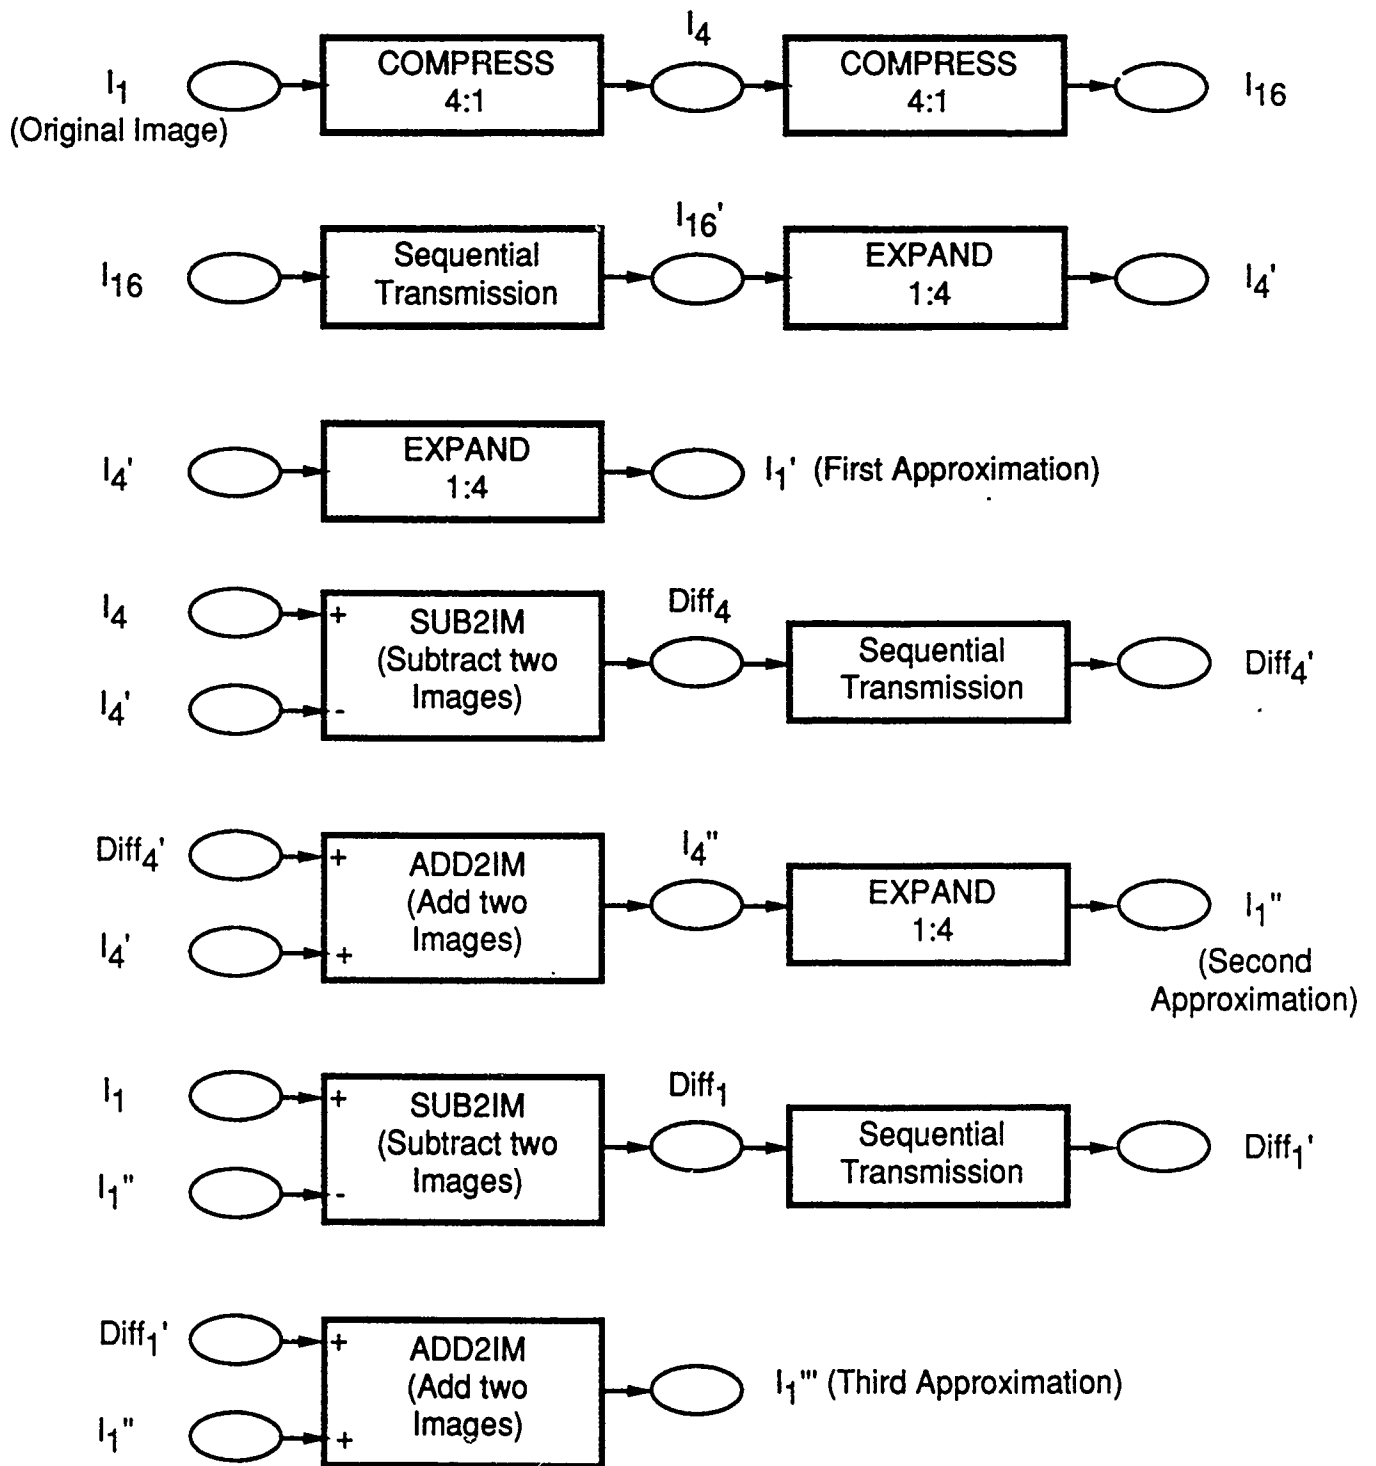 I4
I1
(Original Image)
COMPRESS
4:1
COMPRESS
4:1
I16
I16
Sequential
Transmission
I16'
EXPAND
1:4
I4'
I4'
EXPAND
1:4
I1' (First Approximation)
I4
I4'
+
-
SUB2IM
(Subtract two
Images)
Diff4
Sequential
Transmission
Diff4'
Diff4'
I4'
+
+
ADD2IM
(Add two
Images)
I4"
EXPAND
1:4
I1"
(Second
Approximation)
I1
I1"
+
-
SUB2IM
(Subtract two
Images)
Diff1
Sequential
Transmission
Diff1'
Diff1'
I1"
+
+
ADD2IM
(Add two
Images)
I1"' (Third Approximation)